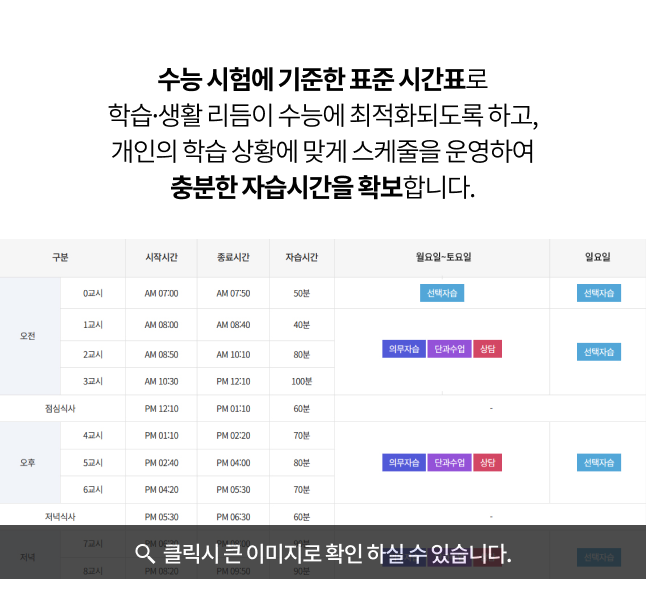 수능 시험에 기준한 표준 시간표로
학습·생활 리듬이 수능에 최적화되도록 하고,
개인의 학습 상황에 맞게 스케줄을 운영하여
충분한 자습시간을 확보합니다.
구분 시작시간 종료시간 자습시간 월요일~토요일 일요일
0교시 AM 07:00 AM 07:50 50분 선택자습 선택자습
1교시 AM 08:00 AM 08:40 40분
오전
2교시 AM 08:50 AM 10:10 80분 의무자습 단과수업 상담 선택자습
3교시 AM 10:30 PM 12:10 100분
점심식사 PM 12:10 PM 01:10 60분 -
4교시 PM 01:10 PM 02:20 70분
오후 5교시 PM 02:40 PM 04:00 80분 의무자습 단과수업 상담 선택자습
6교시 PM 04:20 PM 05:30 70분
저녁식사 PM 05:30 PM 06:30 60분 -
7교시
클릭시 큰 이미지로 확인 하실 수 있습니다.
저녁 선택자습
8교시 PM 08:20 PM 09:50 90분